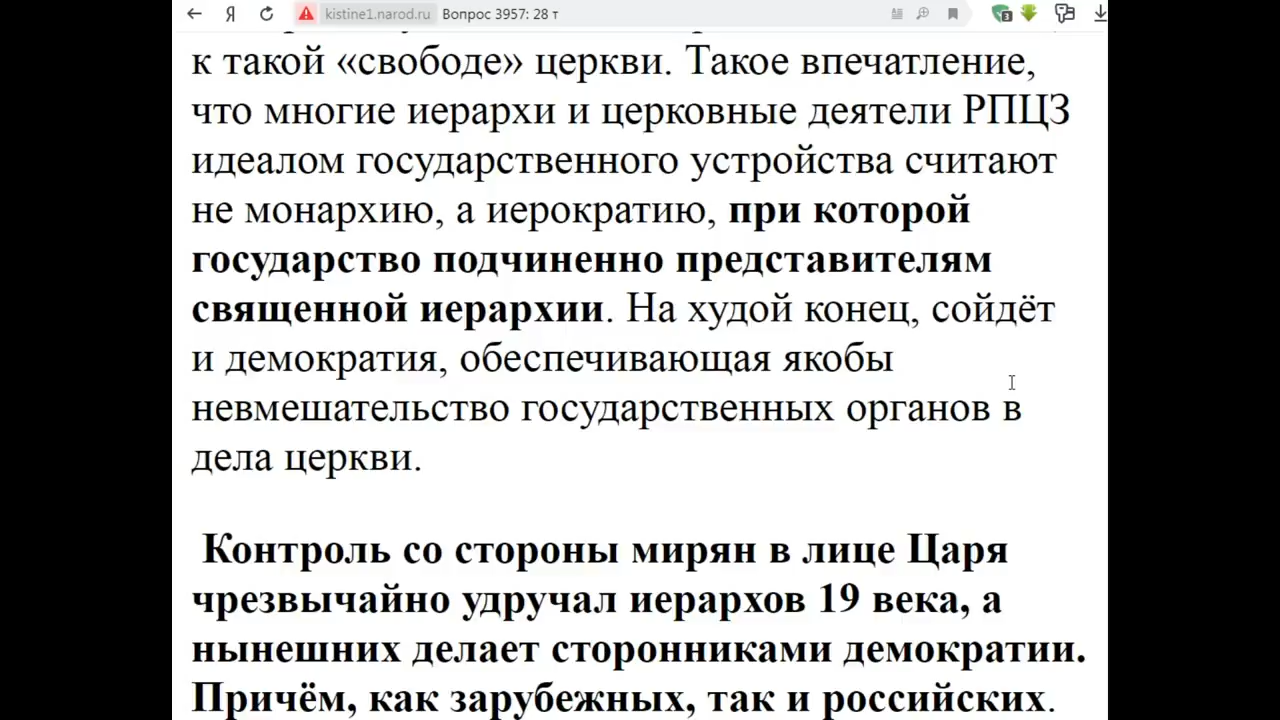 kistine1.narod.ru Вопрос 3957: 28 т
к такой «свободе» церкви. Такое впечатление,
что многие иерархи и церковные деятели РПЦЗ
идеалом государственного устройства считают
не монархию, а иерократию, при которой
государство подчиненно представителям
священной иерархии. На худой конец, сойдёт
и демократия, обеспечивающая якобы
невмешательство государственных органов в
дела церкви.
Контроль со стороны мирян в лице Царя
чрезвычайно удручал иерархов 19 века, а
нынешних делает сторонниками демократии.
Причём, как зарубежных, так и российских.